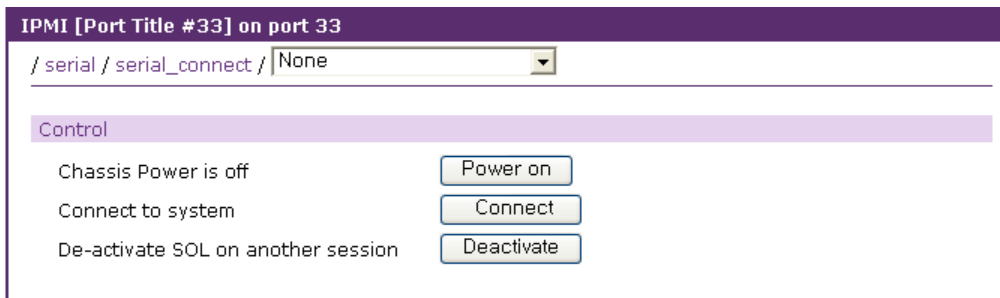 IPMI [Port Title #33] on port 33
/ serial / serial_connect / None
Control
Chassis Power is off Power on
Connect to system Connect
De-activate SOL on another session Deactivate